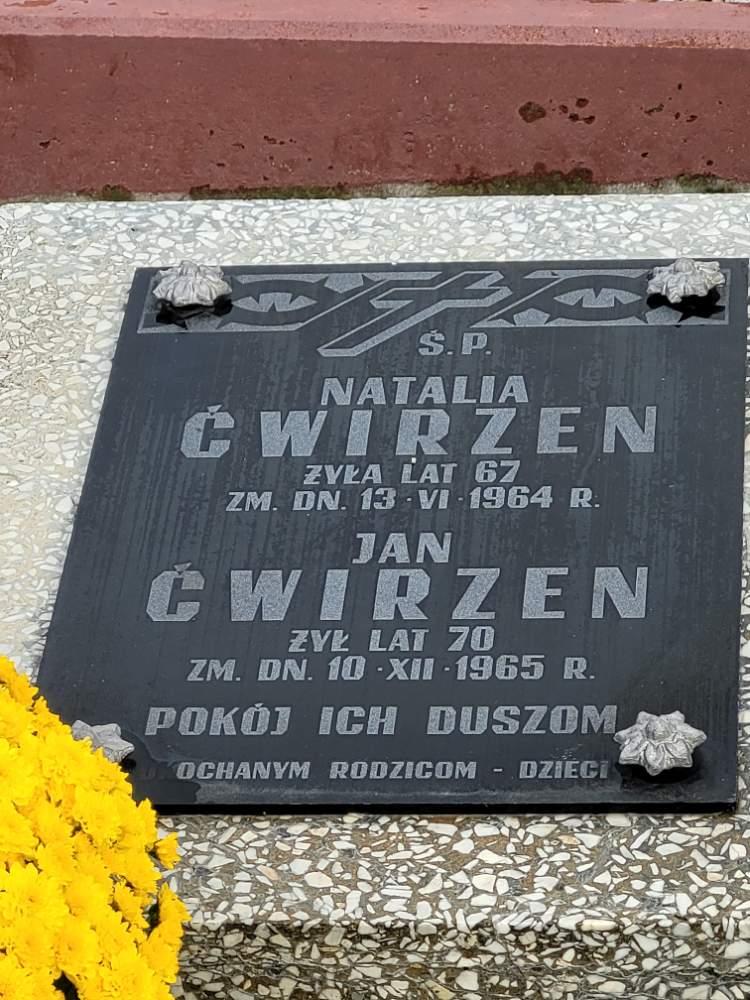 Ś.P.
NATALIA
ĆWIRZEN
ŻYŁA LAT 67
ZM. DN. 13·VI·1964 R.
JAN
ĆWIRZEN
ŻYŁ LAT 70
ZM. DN. 10·XII·1965 R.
POKÓJ ICH DUSZOM
UKOCHANYM RODZICOM - DZIECI